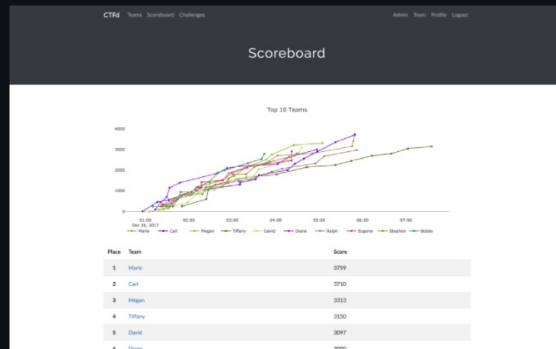 CTFd Teams Scoreboard Challenges Admin Team Profile Logout
Scoreboard
Top 10 Teams
4000
3000
2000
1000
0
01:00 02:00 03:00 04:00 05:00 06:00 07:00
Dec 26, 2017
Mario Carl Megan Tiffany David Diane Ralph Eugene Stephen Bobby
Place Team Score
1 Mario 3759
2 Carl 3710
3 Megan 3313
4 Tiffany 3150
5 David 3097